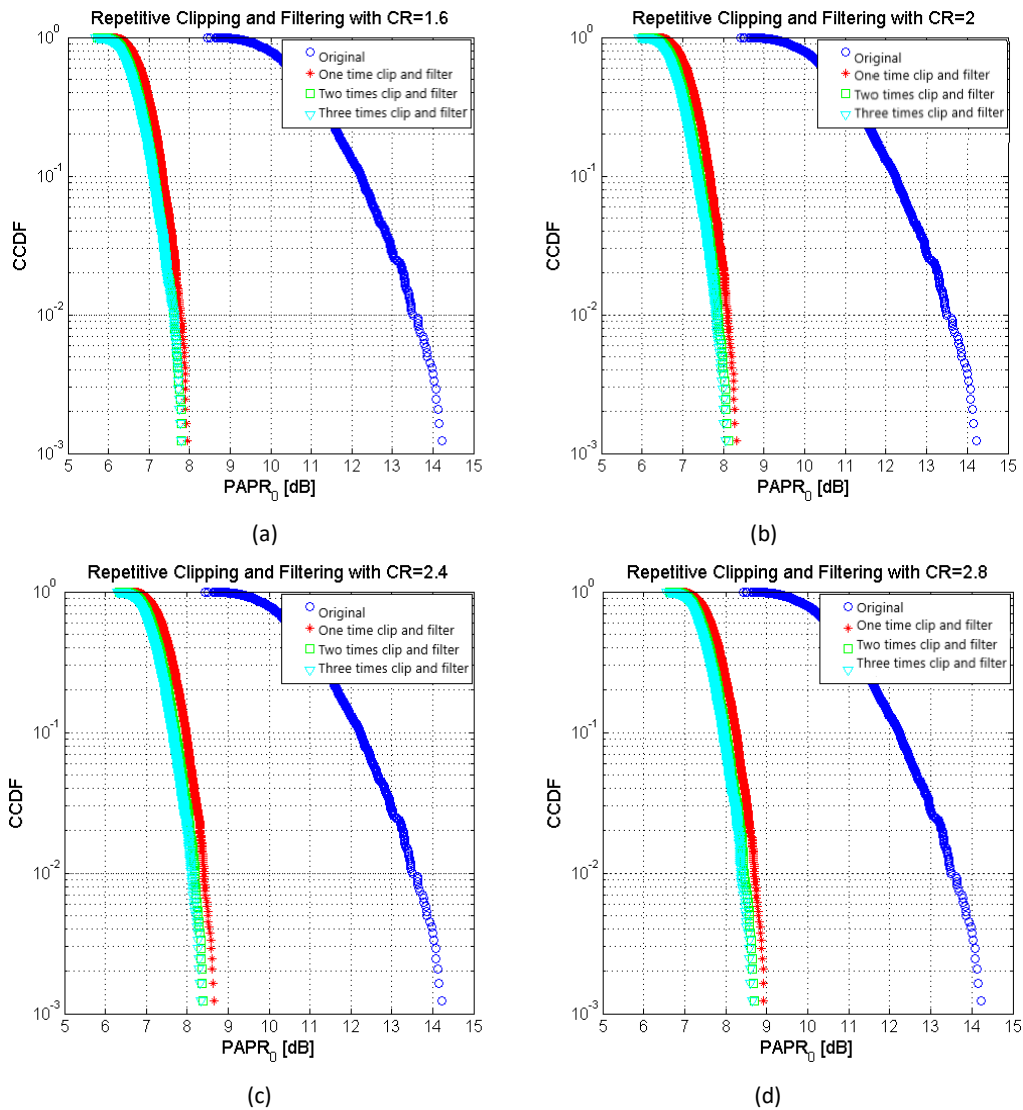 Repetitive Clipping and Filtering with CR=1.6
10^0
10^-1
10^-2
10^-3
CCDF
Original
One time clip and filter
Two times clip and filter
Three times clip and filter
5 6 7 8 9 10 11 12 13 14 15
PAPR_0 [dB]
(a)
Repetitive Clipping and Filtering with CR=2
10^0
10^-1
10^-2
10^-3
CCDF
Original
One time clip and filter
Two times clip and filter
Three times clip and filter
5 6 7 8 9 10 11 12 13 14 15
PAPR_0 [dB]
(b)
Repetitive Clipping and Filtering with CR=2.4
10^0
10^-1
10^-2
10^-3
CCDF
Original
One time clip and filter
Two times clip and filter
Three times clip and filter
5 6 7 8 9 10 11 12 13 14 15
PAPR_0 [dB]
(c)
Repetitive Clipping and Filtering with CR=2.8
10^0
10^-1
10^-2
10^-3
CCDF
Original
One time clip and filter
Two times clip and filter
Three times clip and filter
5 6 7 8 9 10 11 12 13 14 15
PAPR_0 [dB]
(d)